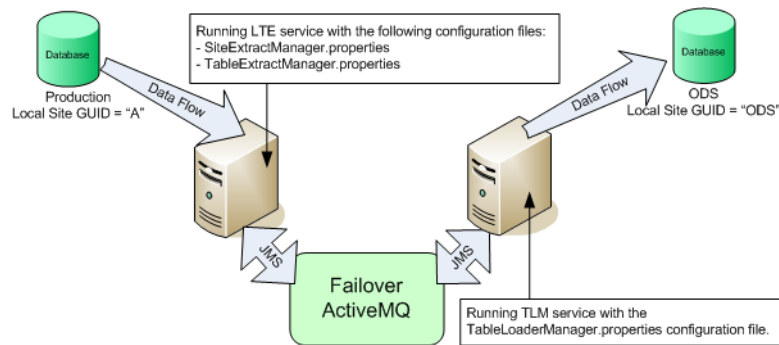 Database
Production
Local Site GUID = "A"
Data Flow
Running LTE service with the following configuration files:
- SiteExtractManager.properties
- TableExtractManager.properties
Data Flow
Database
ODS
Local Site GUID = "ODS"
JMS
Failover
ActiveMQ
JMS
Running TLM service with the
TableLoaderManager.properties configuration file.